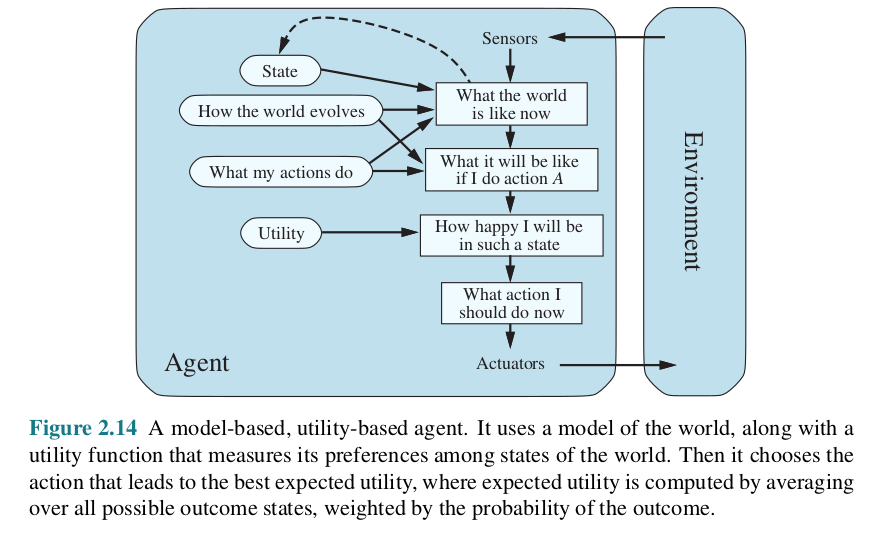 Sensors
State
What the world
is like now
How the world evolves
What it will be like
if I do action A
What my actions do
How happy I will be
in such a state
Utility
What action I
should do now
Agent
Actuators
Environment
Figure 2.14 A model-based, utility-based agent. It uses a model of the world, along with a
utility function that measures its preferences among states of the world. Then it chooses the
action that leads to the best expected utility, where expected utility is computed by averaging
over all possible outcome states, weighted by the probability of the outcome.